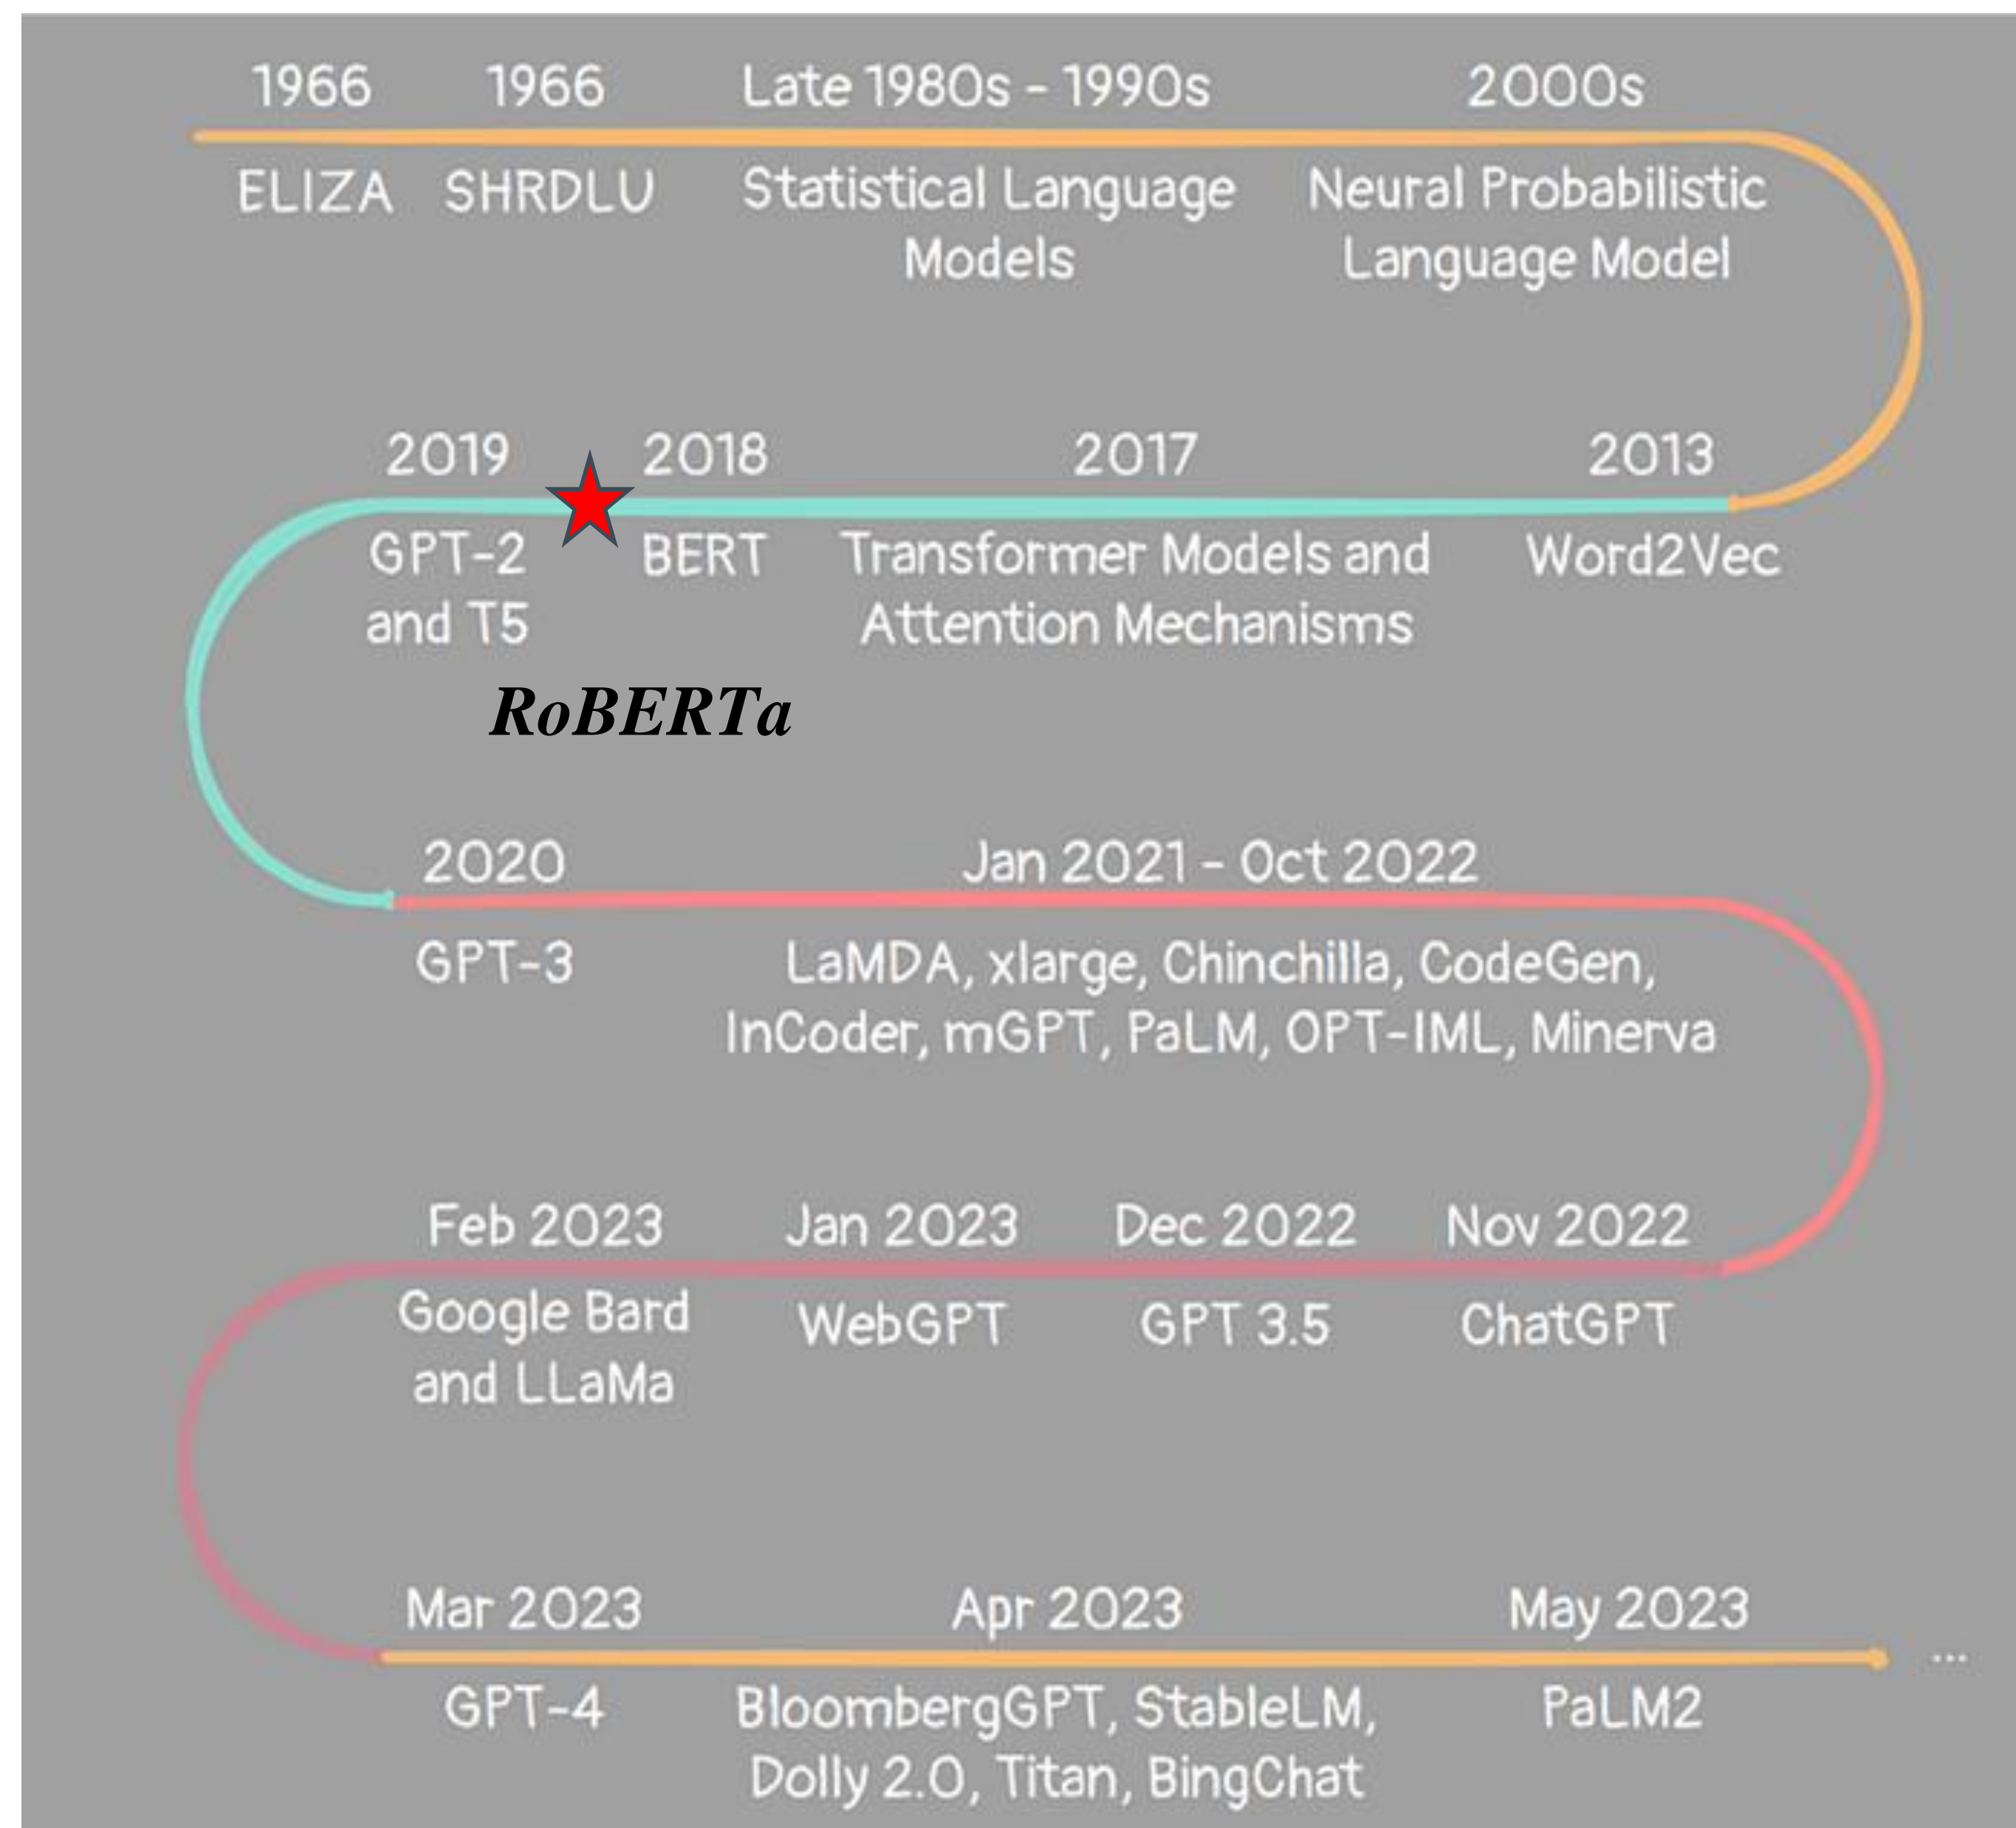 1966 1966 Late 1980s - 1990s 2000s
ELIZA SHRDLU Statistical Language Neural Probabilistic
Models Language Model
2019 2018 2017 2013
GPT-2 BERT Transformer Models and Word2Vec
and T5 Attention Mechanisms
RoBERTa
2020 Jan 2021 - Oct 2022
GPT-3 LaMDA, xlarge, Chinchilla, CodeGen,
InCoder, mGPT, PaLM, OPT-IML, Minerva
Feb 2023 Jan 2023 Dec 2022 Nov 2022
Google Bard WebGPT GPT 3.5 ChatGPT
and LLaMa
Mar 2023 Apr 2023 May 2023
...
GPT-4 BloombergGPT, StableLM, PaLM2
Dolly 2.0, Titan, BingChat